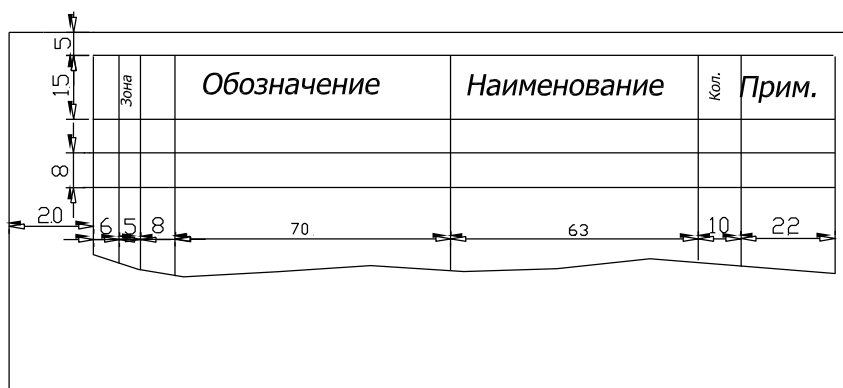 5
15
Зона
Обозначение
Наименование
Кол.
Прим.
8
20
6
5
8
70
63
10
22